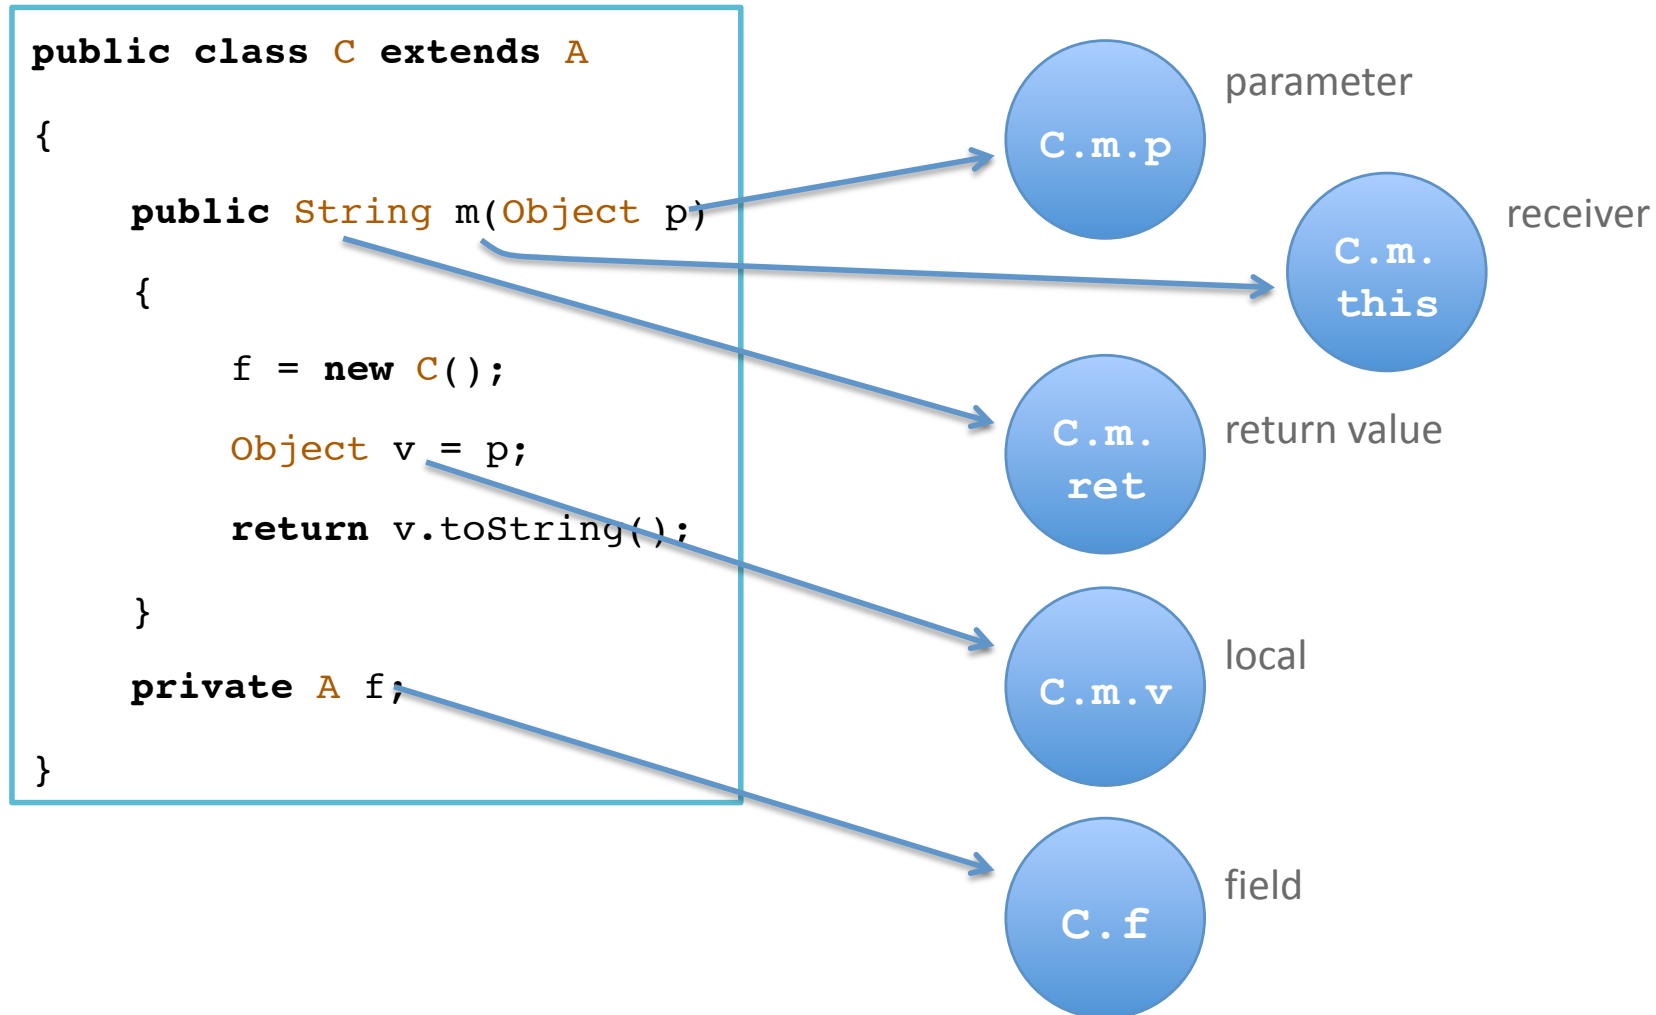 public class C extends A
{
public String m(Object p)
{
f = new C();
Object v = p;
return v.toString();
}
private A f;
}
C.m.p
parameter
C.m.
this
receiver
C.m.
ret
return value
C.m.v
local
C.f
field